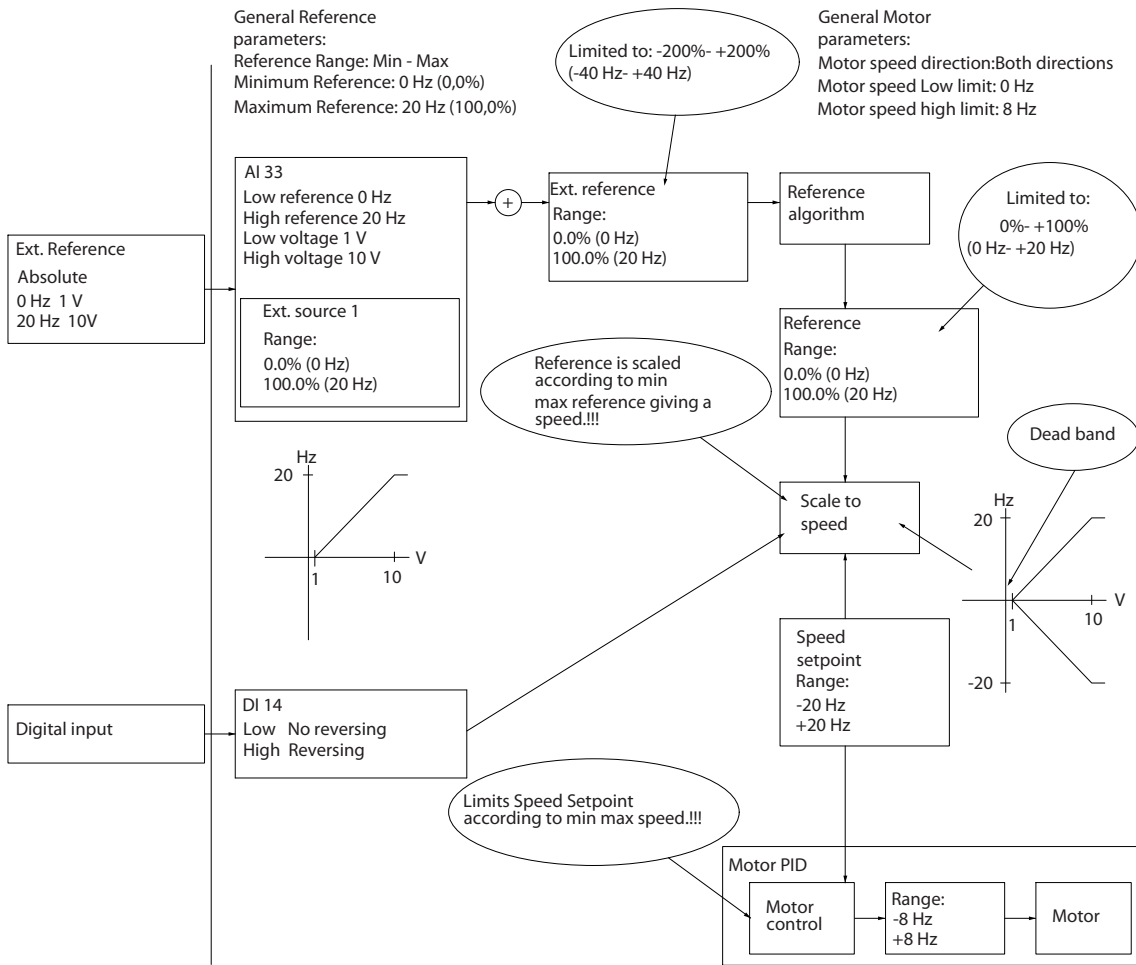 General Reference
parameters:
Reference Range: Min - Max
Minimum Reference: 0 Hz (0,0%)
Maximum Reference: 20 Hz (100,0%)
Limited to: -200%- +200%
(-40 Hz- +40 Hz)
General Motor
parameters:
Motor speed direction:Both directions
Motor speed Low limit: 0 Hz
Motor speed high limit: 8 Hz
Ext. Reference
Absolute
0 Hz 1 V
20 Hz 10V
AI 33
Low reference 0 Hz
High reference 20 Hz
Low voltage 1 V
High voltage 10 V
Ext. source 1
Range:
0.0% (0 Hz)
100.0% (20 Hz)
+
Ext. reference
Range:
0.0% (0 Hz)
100.0% (20 Hz)
Reference
algorithm
Limited to:
0%- +100%
(0 Hz- +20 Hz)
Reference
Range:
0.0% (0 Hz)
100.0% (20 Hz)
Reference is scaled
according to min
max reference giving a
speed.!!!
Dead band
Hz
20
V
1
10
Scale to
speed
Hz
20
V
1
10
-20
Speed
setpoint
Range:
-20 Hz
+20 Hz
Digital input
DI 14
Low No reversing
High Reversing
Limits Speed Setpoint
according to min max speed.!!!
Motor PID
Motor
control
Range:
-8 Hz
+8 Hz
Motor